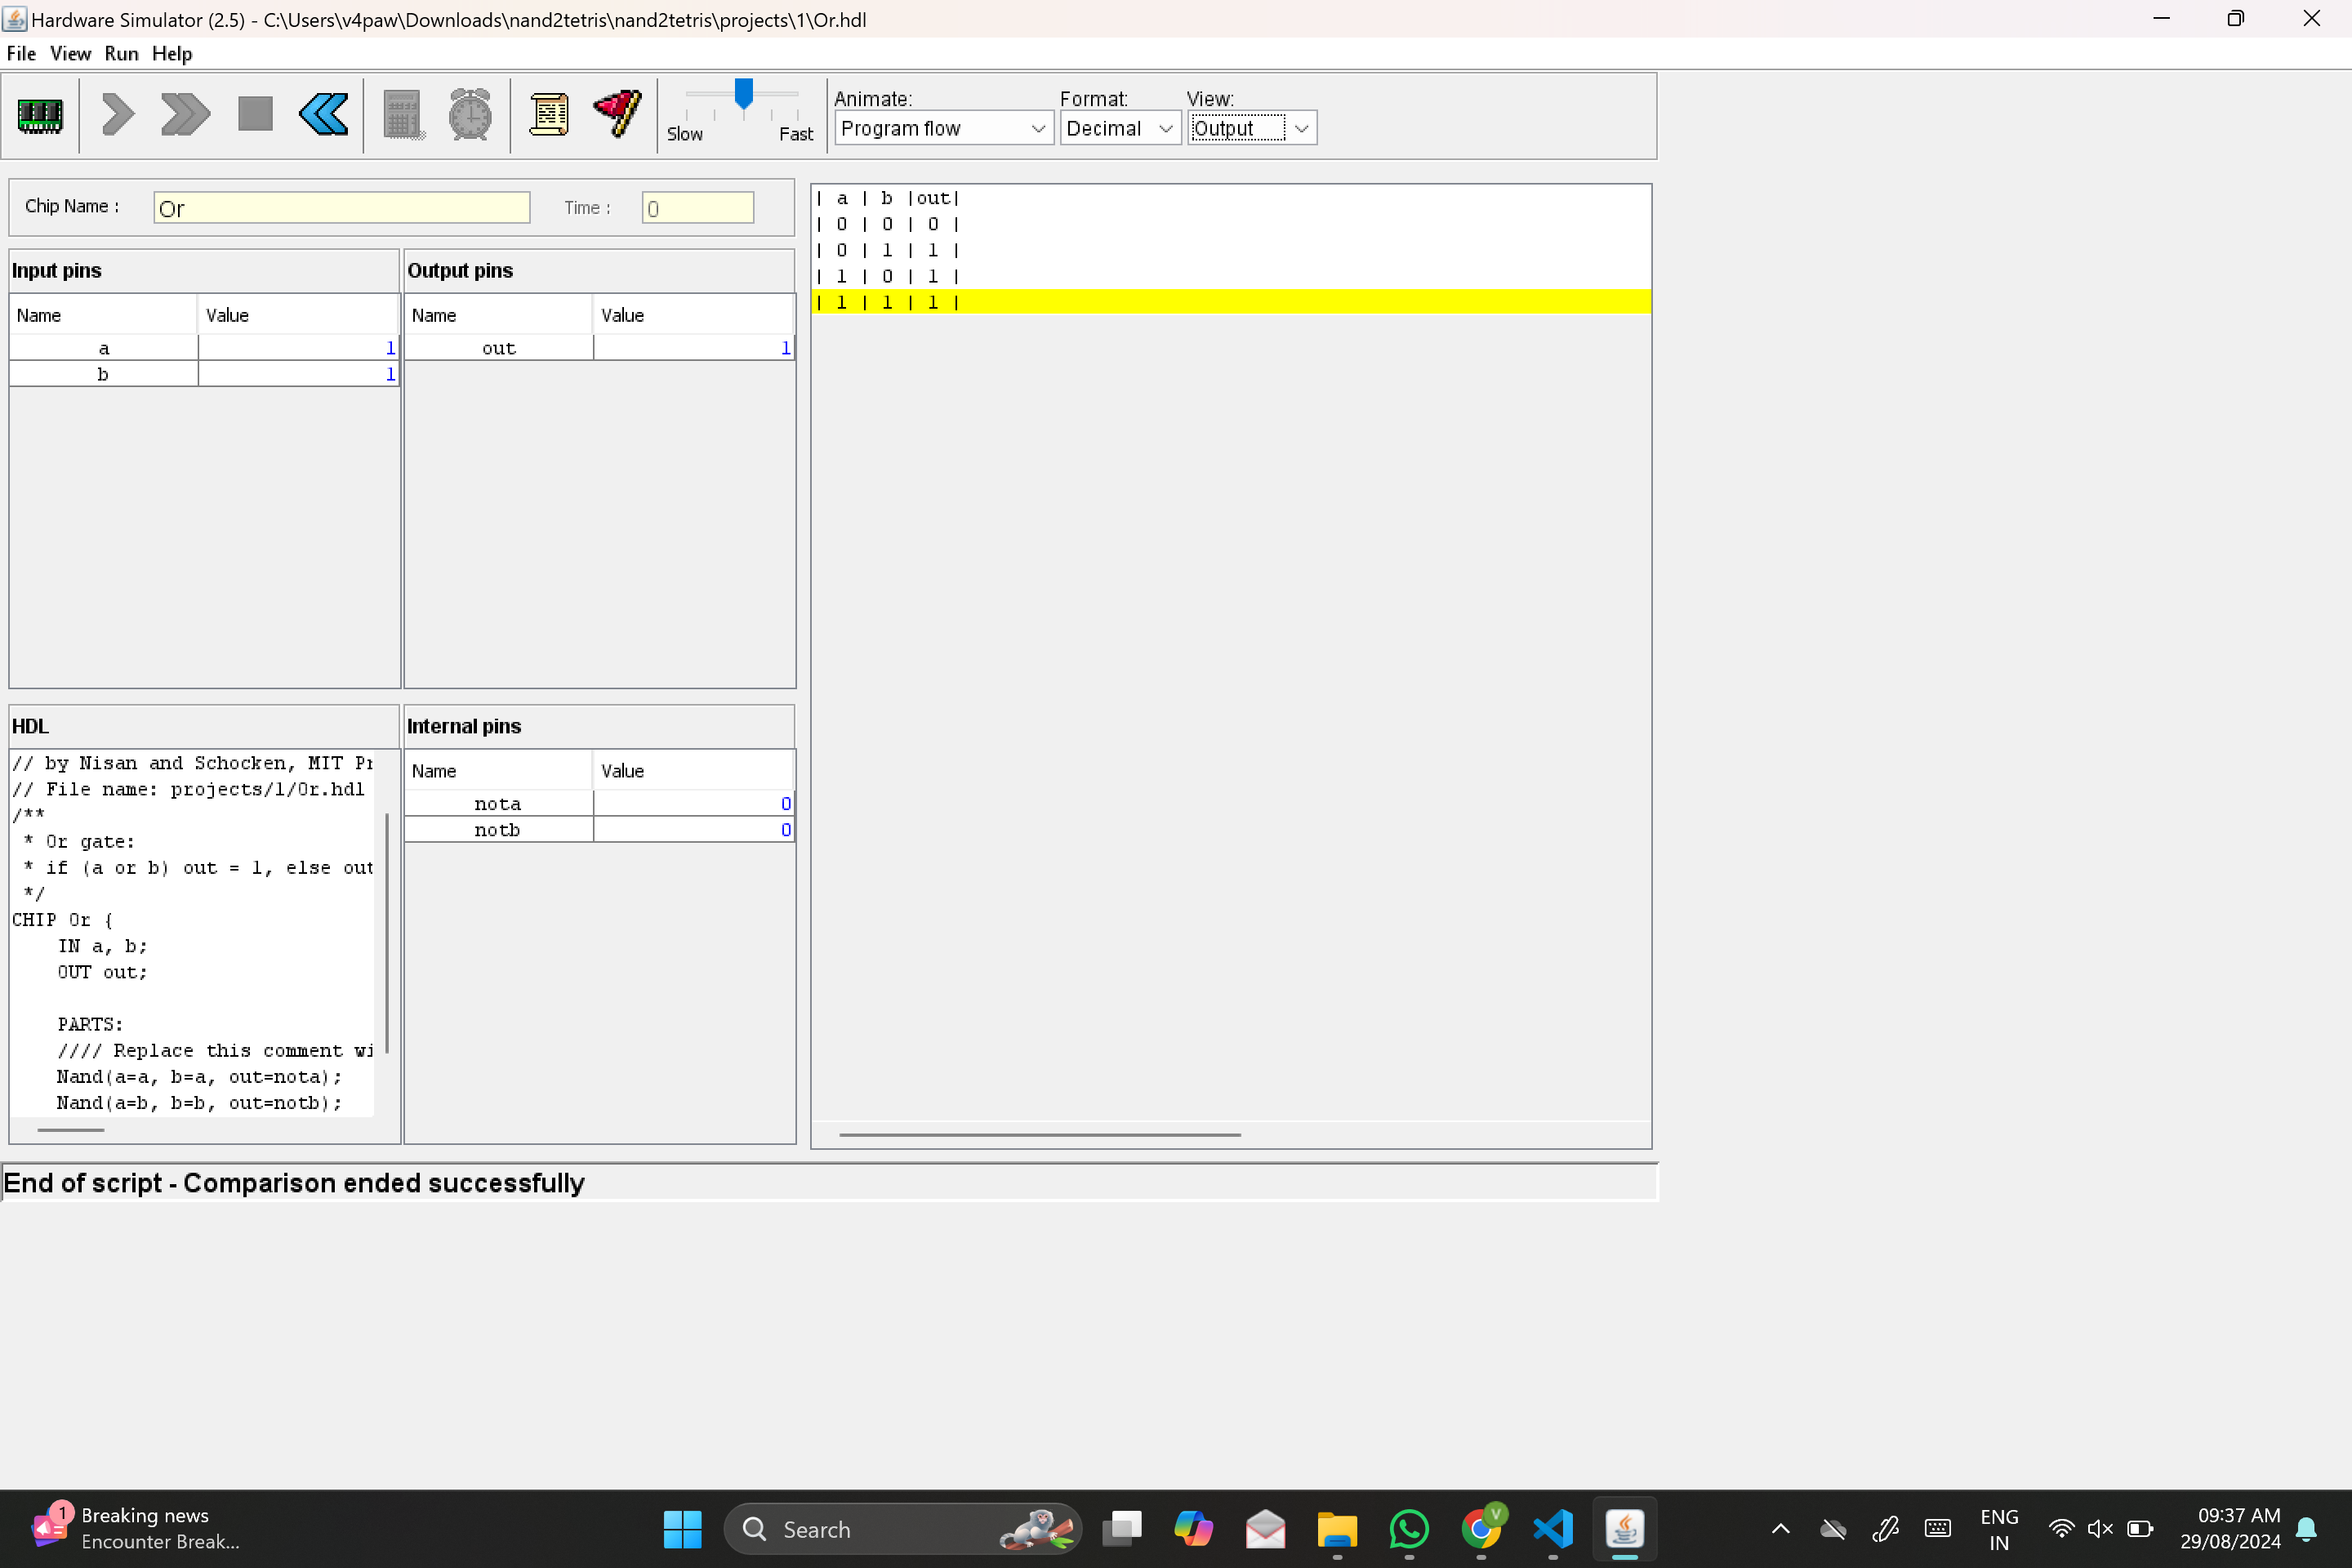 Hardware Simulator (2.5) - C:\Users\v4paw\Downloads\nand2tetris\nand2tetris\projects\1\Or.hdl
File View Run Help
Slow Fast
Animate: Format: View:
Program flow Decimal Output
Chip Name : Or Time : 0
Input pins
Name Value
a 1
b 1
Output pins
Name Value
out 1
| a | b |out|
| 0 | 0 | 0 |
| 0 | 1 | 1 |
| 1 | 0 | 1 |
| 1 | 1 | 1 |
HDL
// by Nisan and Schocken, MIT Pr
// File name: projects/1/Or.hdl
/**
* Or gate:
* if (a or b) out = 1, else out
*/
CHIP Or {
IN a, b;
OUT out;
PARTS:
//// Replace this comment wi
Nand(a=a, b=a, out=nota);
Nand(a=b, b=b, out=notb);
Internal pins
Name Value
nota 0
notb 0
End of script - Comparison ended successfully
1
Breaking news
Encounter Break...
Search
V
ENG
IN
09:37 AM
29/08/2024